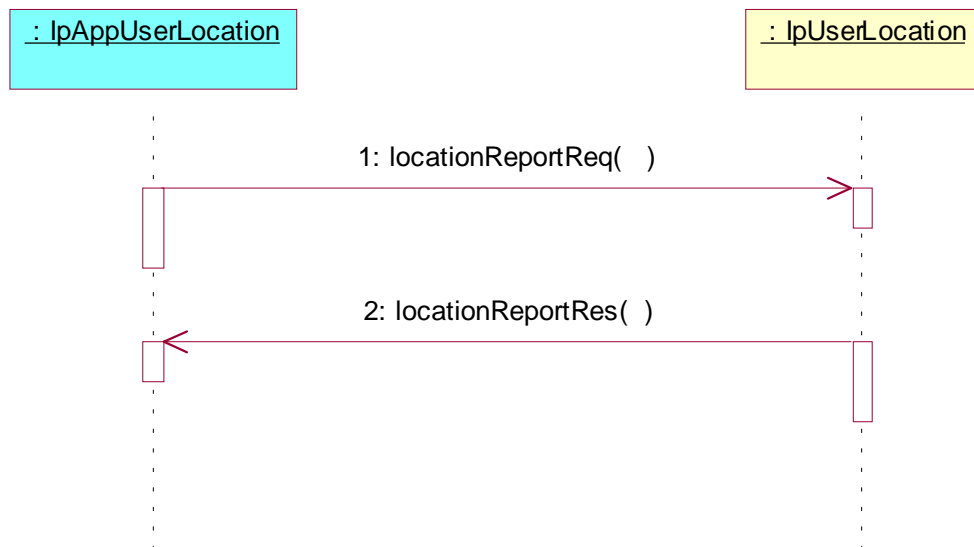 : IpAppUserLocation
: IpUserLocation
1: locationReportReq( )
2: locationReportRes( )